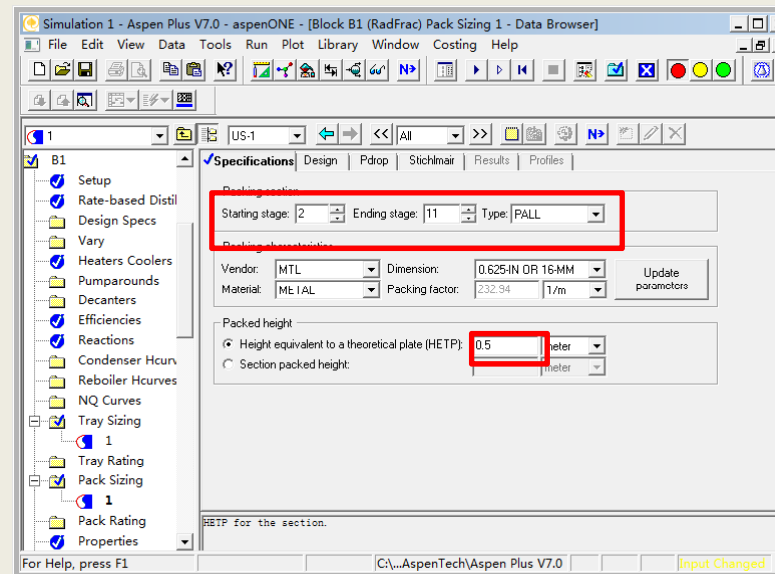 Simulation 1 - Aspen Plus V7.0 - aspenONE - [Block B1 (RadFrac) Pack Sizing 1 - Data Browser]
File Edit View Data Tools Run Plot Library Window Costing Help
N>
1 US-1 All N>
B1
Setup
Rate-based Distil
Design Specs
Vary
Heaters Coolers
Pumparounds
Decanters
Efficiencies
Reactions
Condenser Hcurv
Reboiler Hcurves
NQ Curves
Tray Sizing
1
Tray Rating
Pack Sizing
1
Pack Rating
Properties
Specifications Design Pdrop Stichlmair Results Profiles
Packing section
Starting stage: 2 Ending stage: 11 Type: PALL
Packing characteristics
Vendor: MTL Dimension: 0.625-IN OR 16-MM Update parameters
Material: METAL Packing factor: 232.94 1/m
Packed height
Height equivalent to a theoretical plate (HETP): 0.5 meter
Section packed height: meter
HETP for the section.
For Help, press F1 C:\...AspenTech\Aspen Plus V7.0 Input Changed